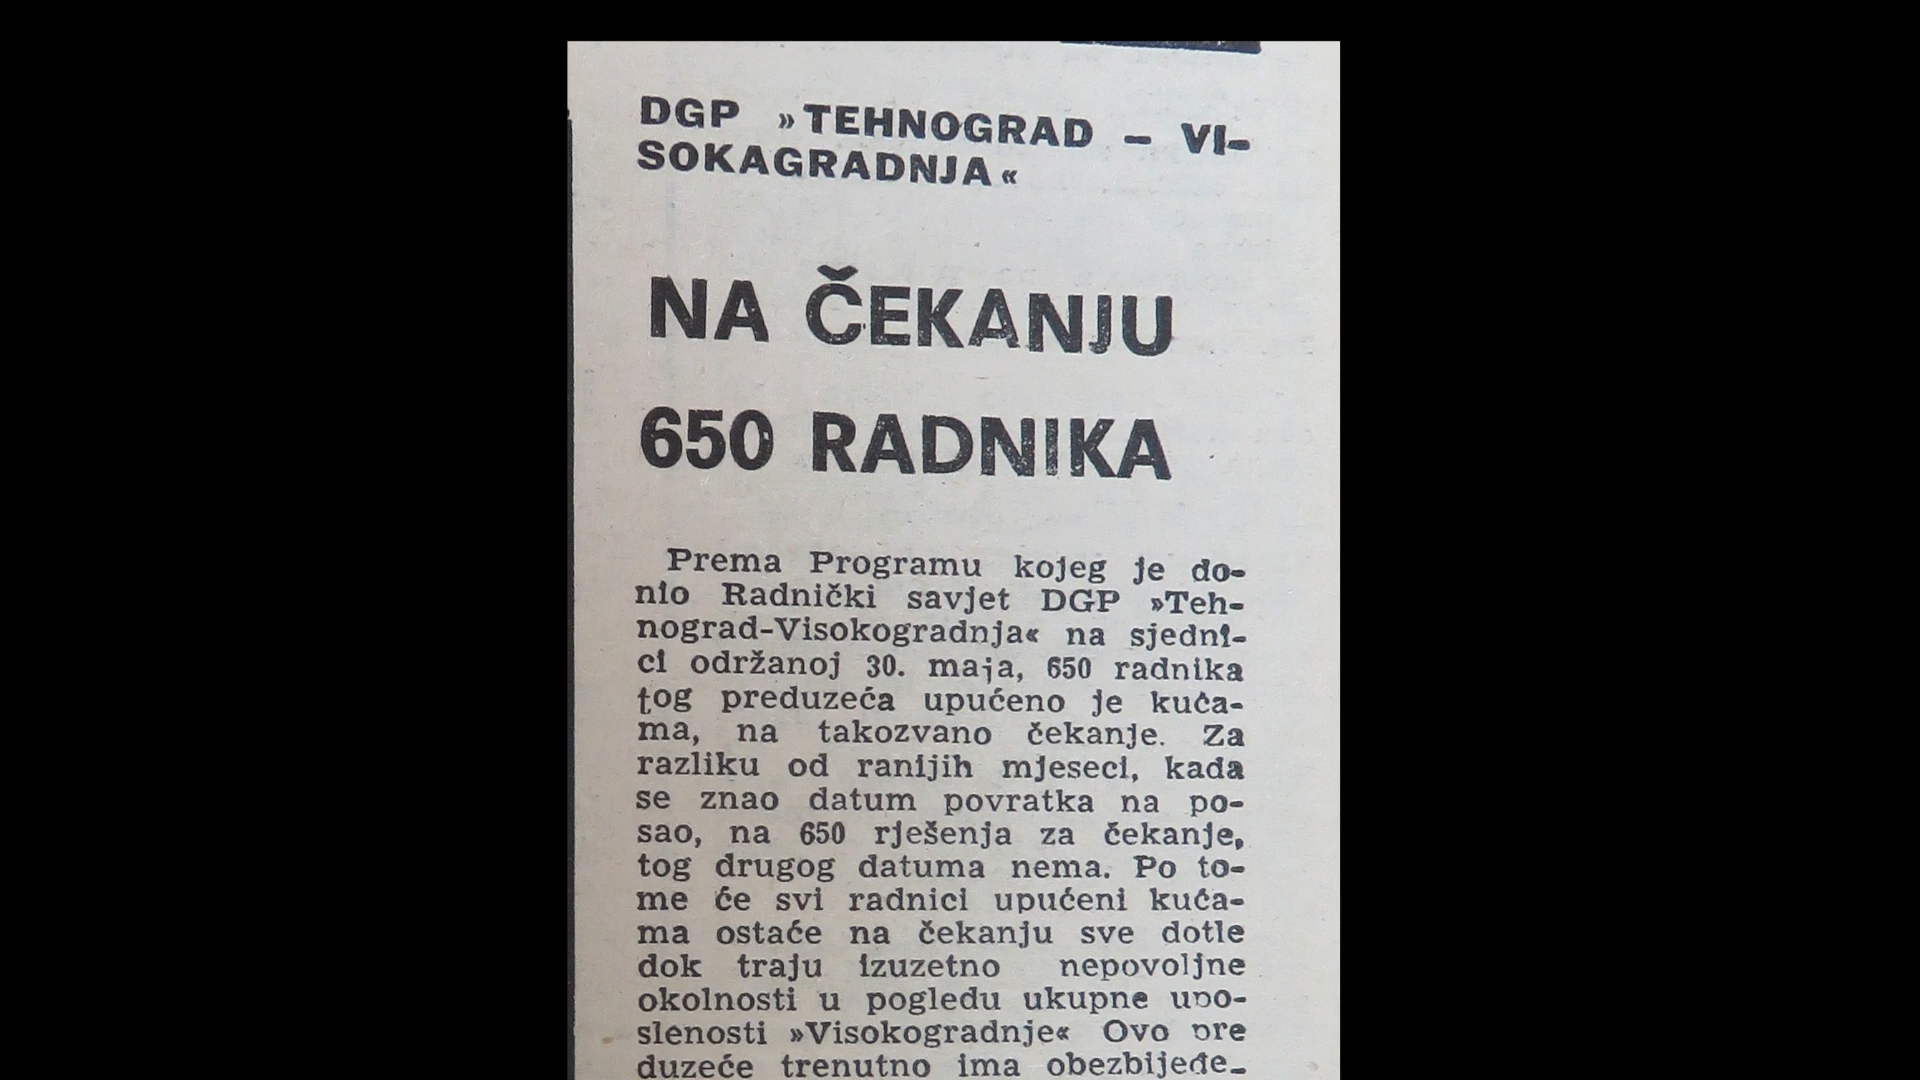 DGP »TEHNOGRAD – VI-
SOKAGRADNJA«
NA ČEKANJU
650 RADNIKA
Prema Programu kojeg je do-
nio Radnički savjet DGP »Teh-
nograd-Visokogradnja« na sjedni-
ci održanoj 30. maja, 650 radnika
tog preduzeća upućeno je kuća-
ma, na takozvano čekanje. Za
razliku od ranijih mjeseci, kada
se znao datum povratka na po-
sao, na 650 rješenja za čekanje,
tog drugog datuma nema. Po to-
me će svi radnici upućeni kuća-
ma ostaće na čekanju sve dotle
dok traju izuzetno nepovoljne
okolnosti u pogledu ukupne upo-
slenosti »Visokogradnje« Ovo pre
duzeće trenutno ima obezbijeđe-